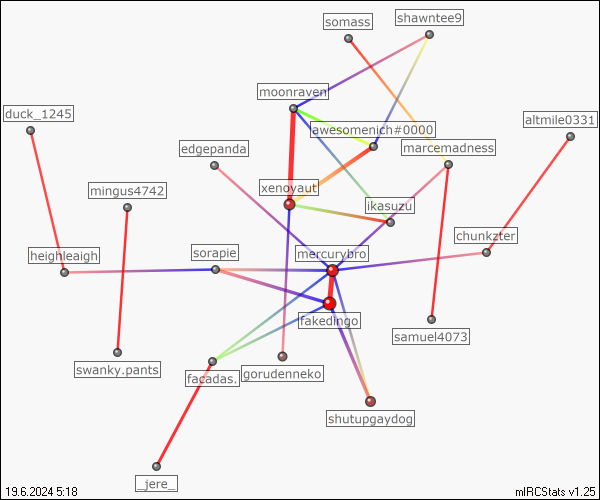 somass
shawntee9
moonraven
duck_1245
altmile0331
awesomenich#0000
edgepanda
marcemadness
mingus4742
xenoyaut
ikasuzu
chunkzter
heighleaigh
sorapie
mercurybro
fakedingo
samuel4073
swanky.pants
facadas.
gorudenneko
shutupgaydog
_jere_
19.6.2024 5:18
mIRCStats v1.25